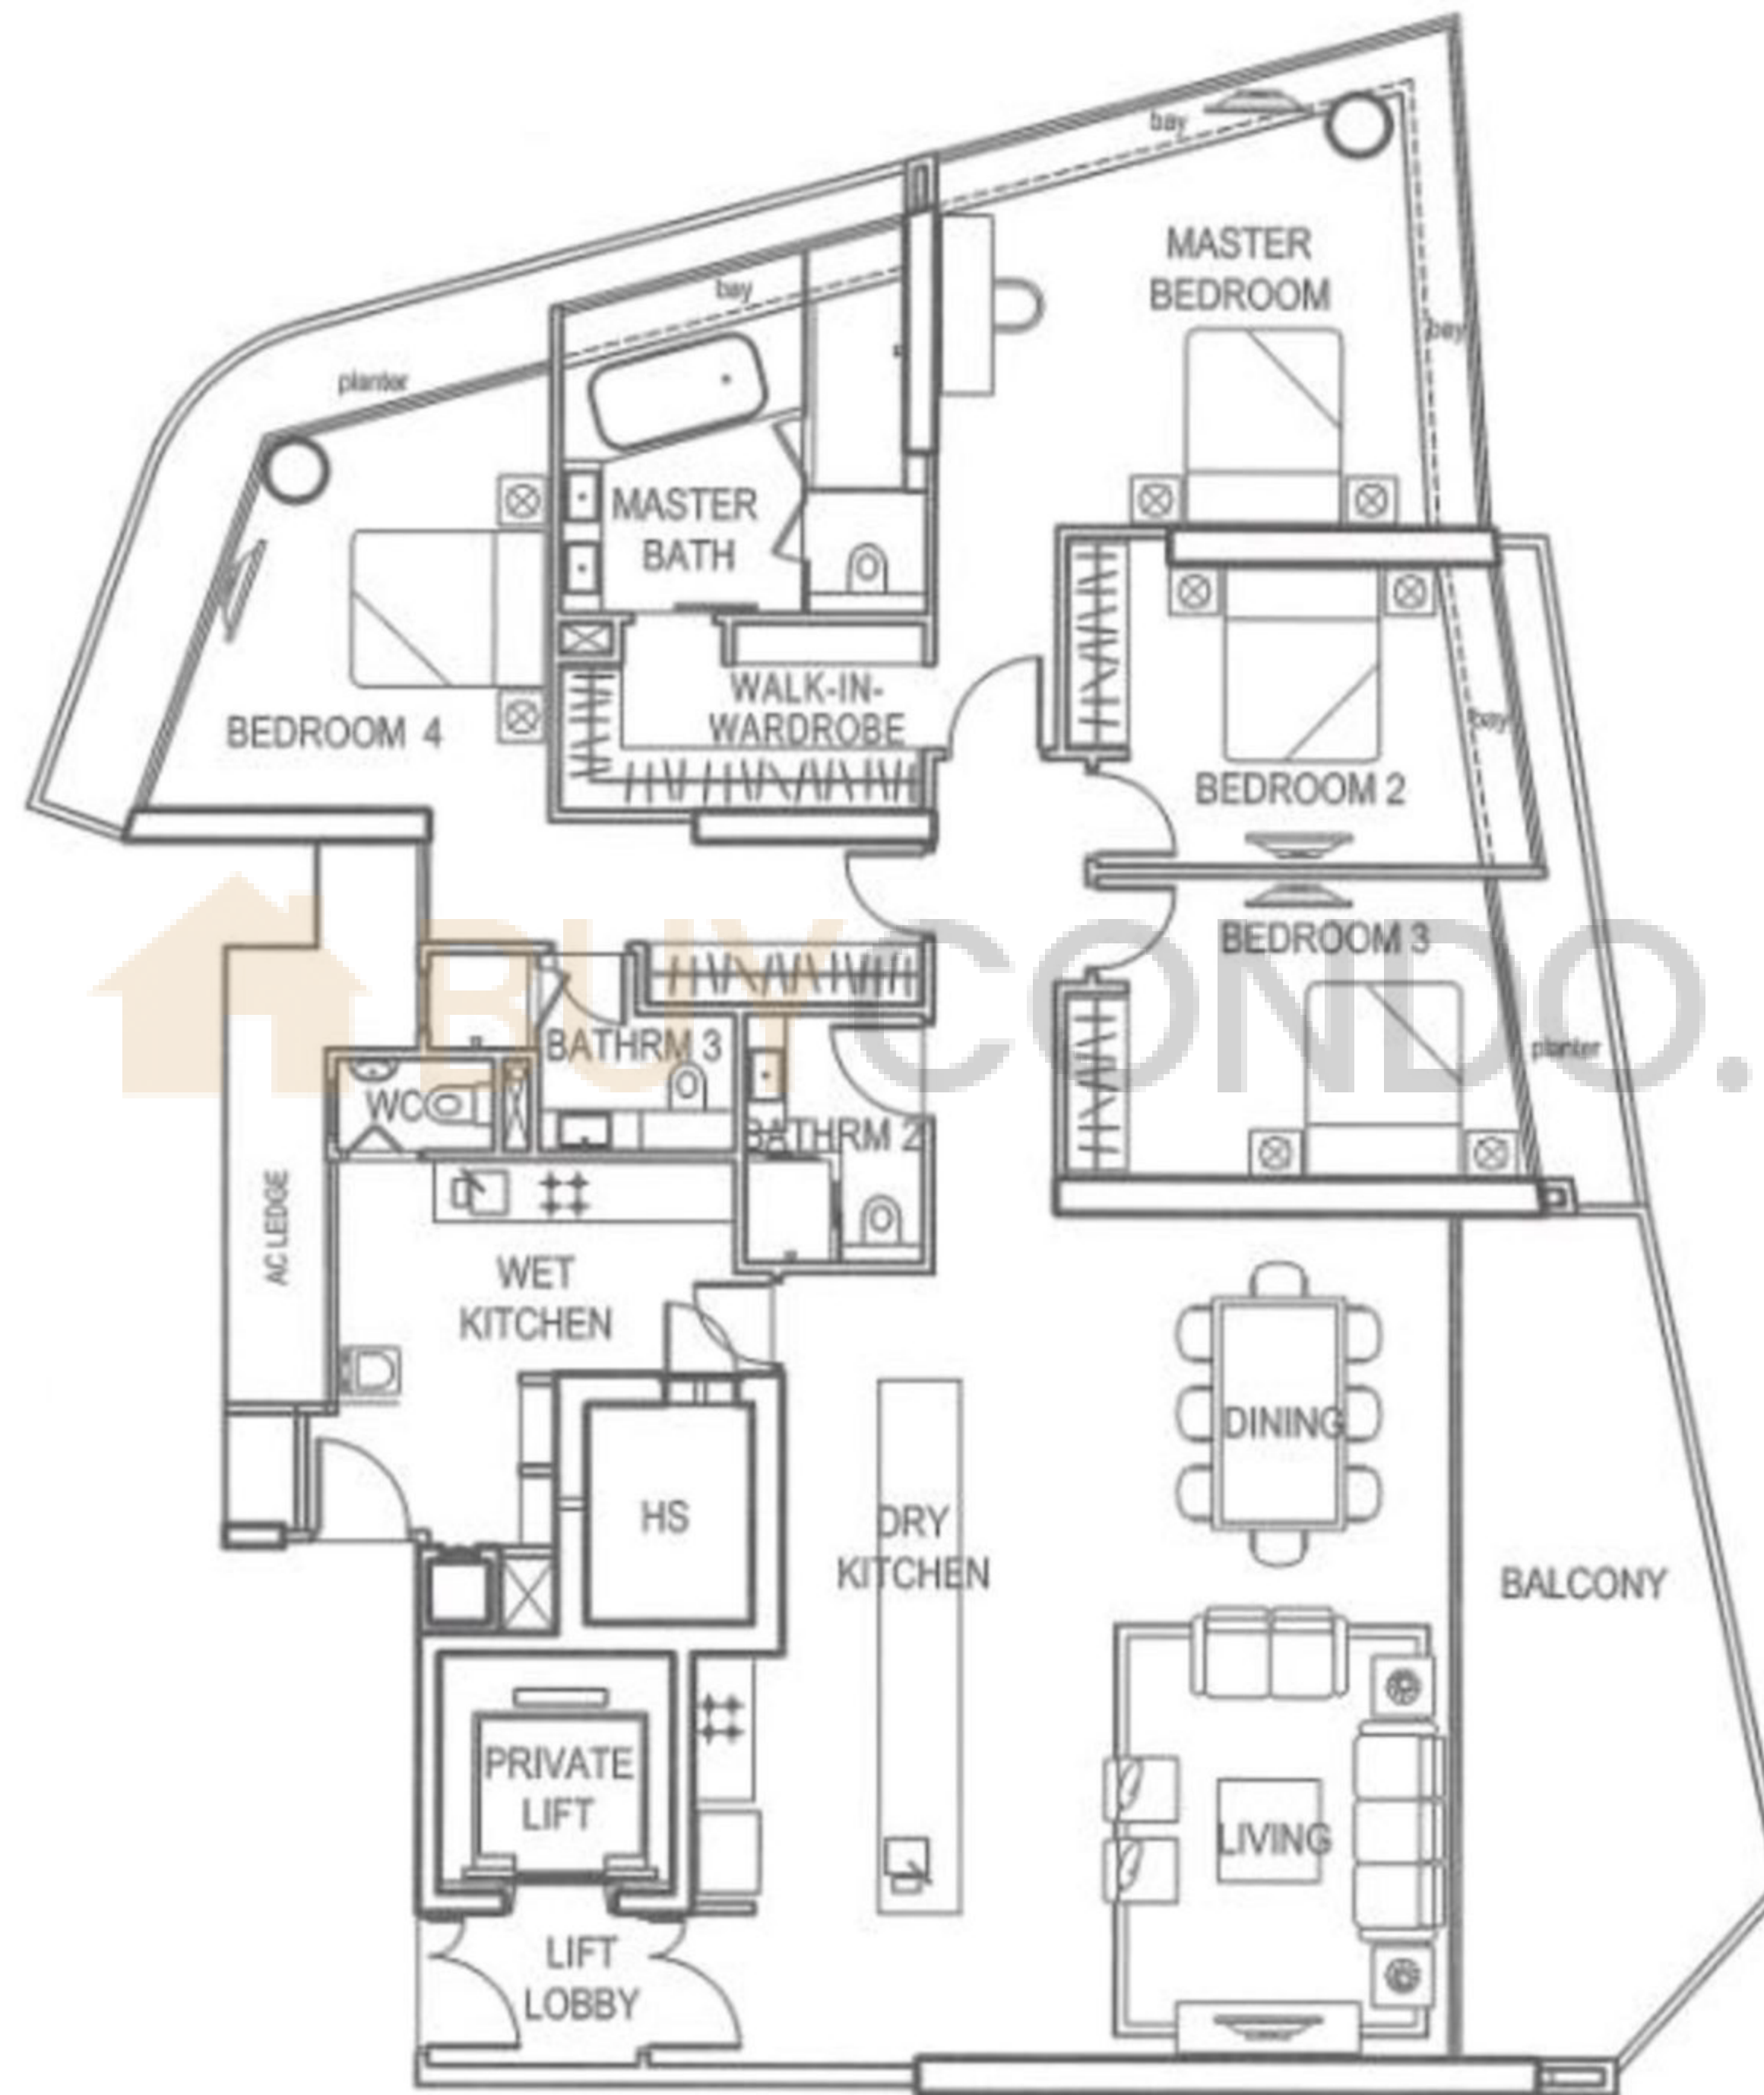 bay
MASTER
BEDROOM
bay
bay
planter
MASTER
BATH
WALK-IN-
WARDROBE
BEDROOM 4
bay
BEDROOM 2
BUYCONDO.
BEDROOM 3
BATHRM 3
planter
WC
BATHRM 2
AC LEDGE
WET
KITCHEN
DINING
HS
DRY
KITCHEN
BALCONY
PRIVATE
LIFT
LIVING
LIFT
LOBBY